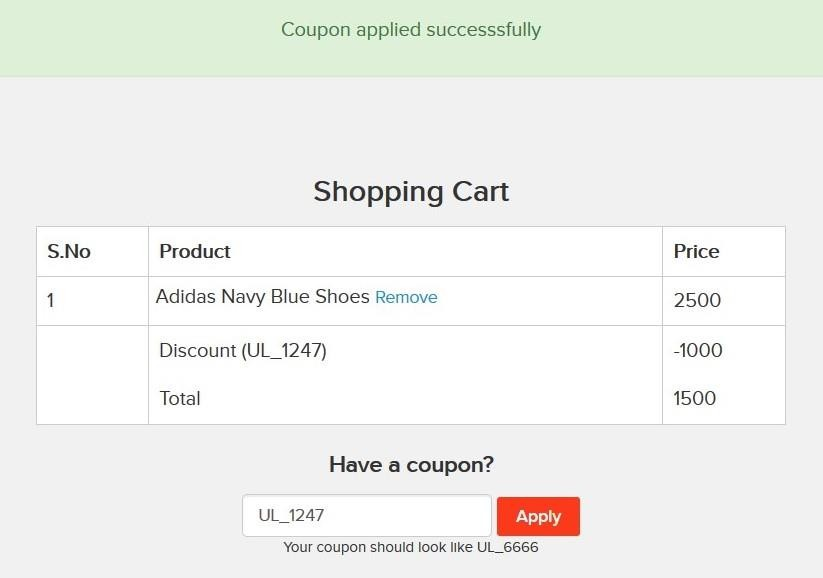 Coupon applied successsfully
Shopping Cart
S.No Product Price
1 Adidas Navy Blue Shoes Remove 2500
Discount (UL_1247) -1000
Total 1500
Have a coupon?
UL_1247 Apply
Your coupon should look like UL_6666